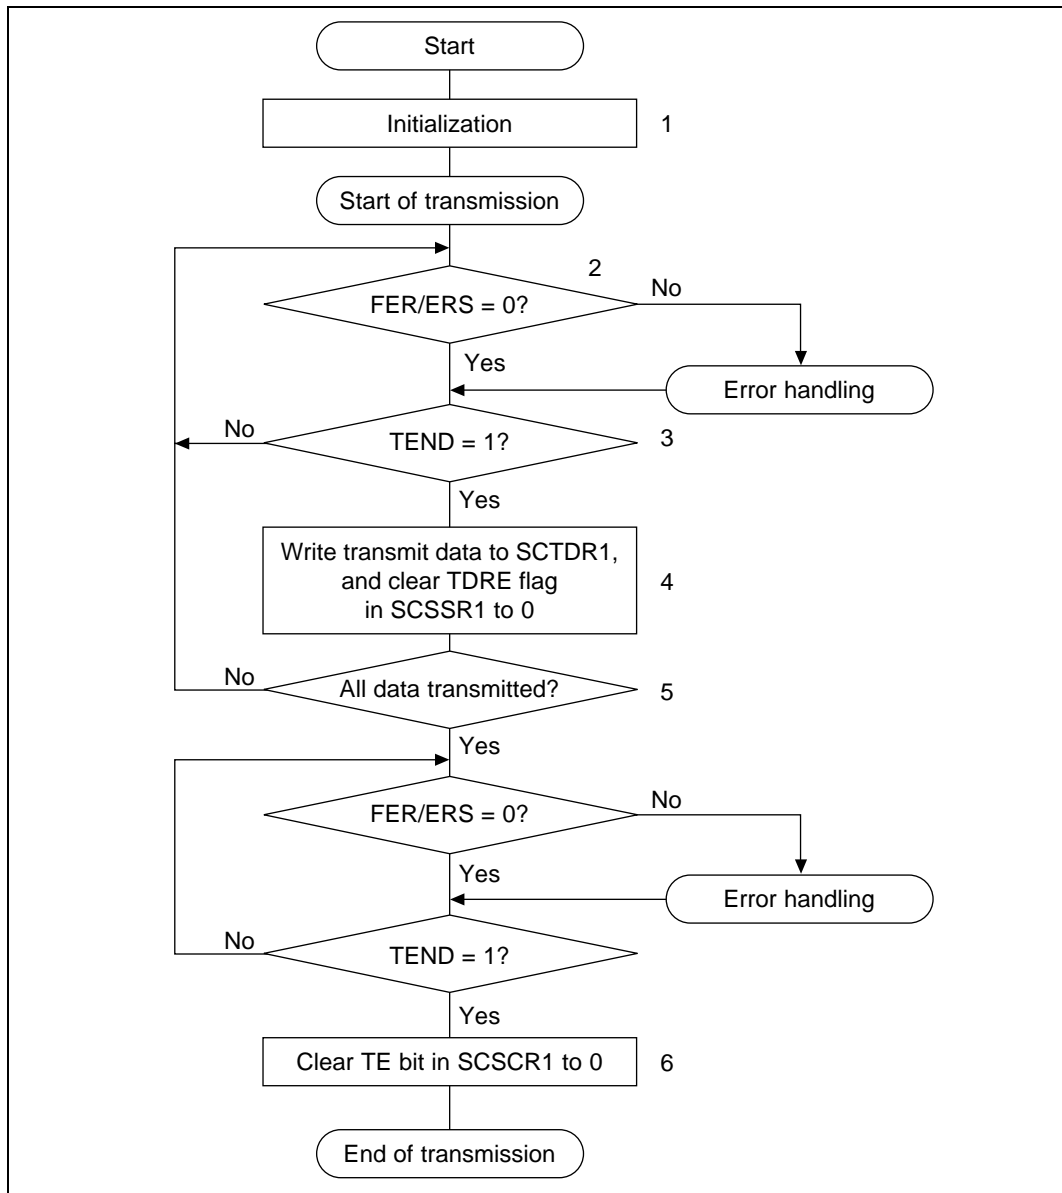 Start
Initialization 1
Start of transmission
2
FER/ERS = 0?
No
Yes
Error handling
No
TEND = 1?
3
Yes
Write transmit data to SCTDR1,
and clear TDRE flag
in SCSSR1 to 0
4
No
All data transmitted?
5
Yes
FER/ERS = 0?
No
Yes
Error handling
No
TEND = 1?
Yes
Clear TE bit in SCSCR1 to 0
6
End of transmission